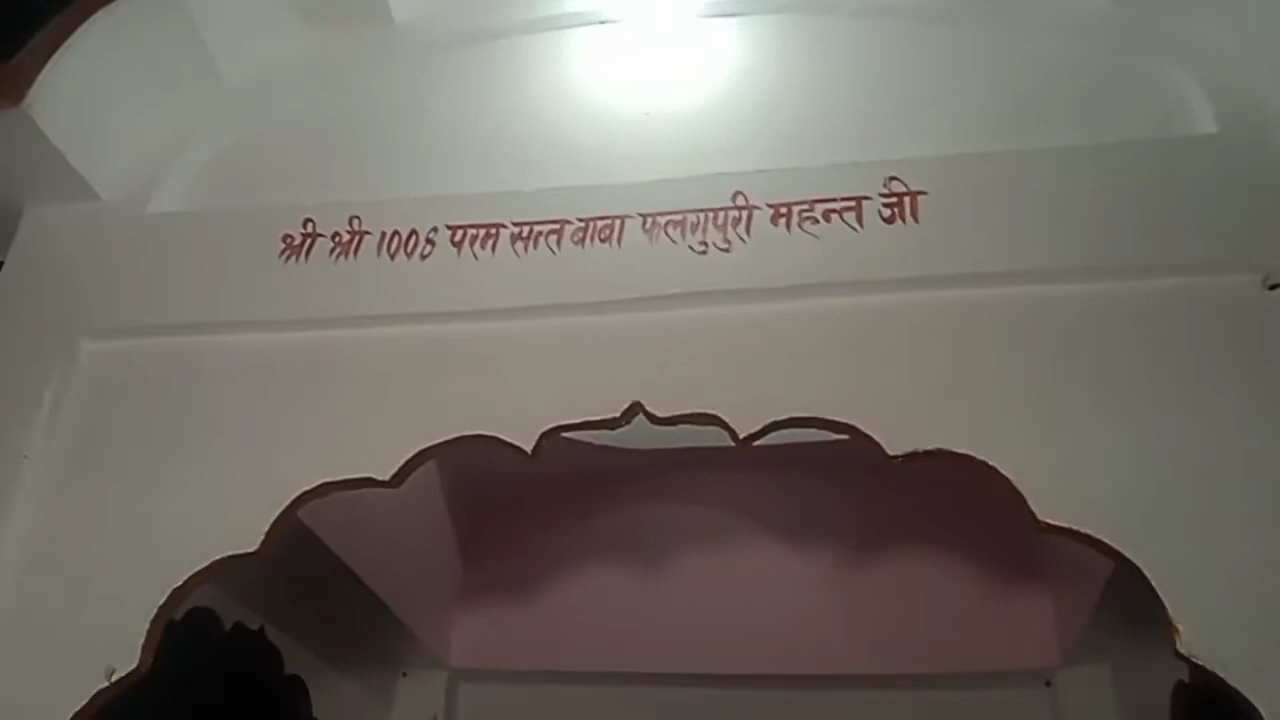 श्री श्री 1008 परम सन्त बाबा फलगुपुरी महन्त जी